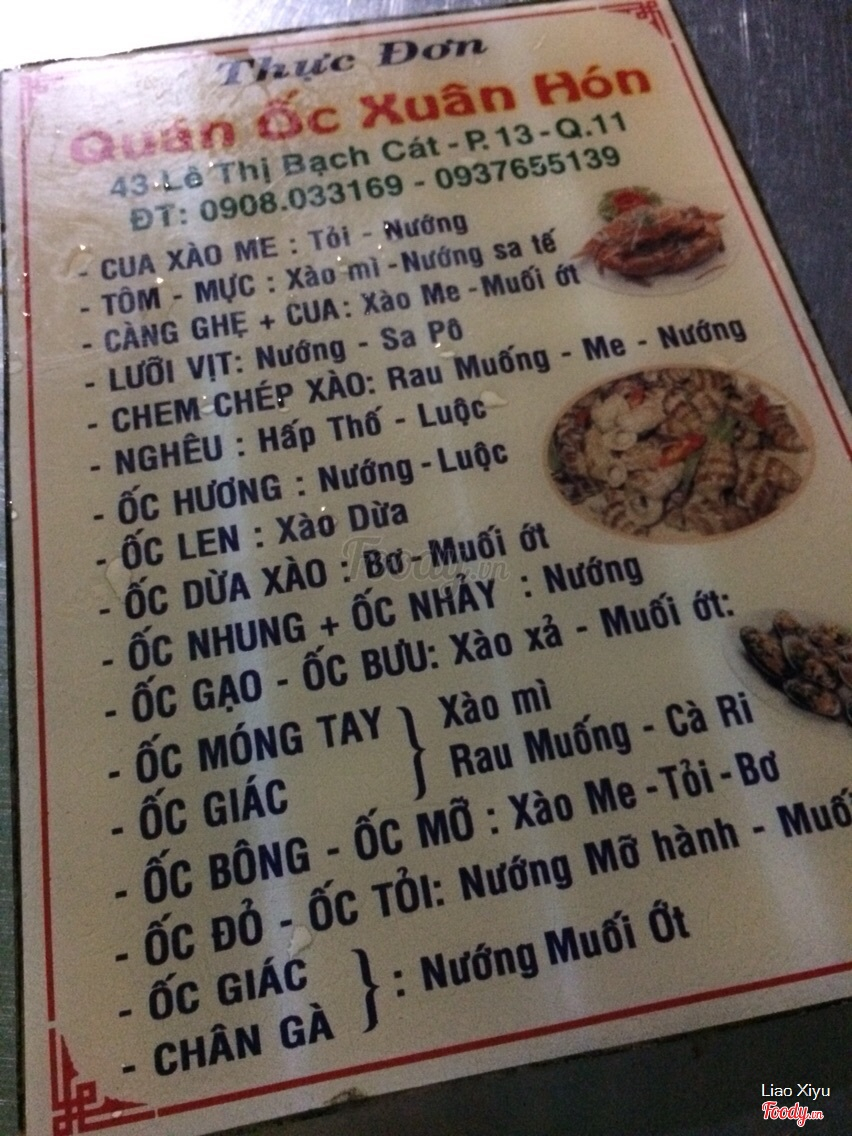 Thực Đơn
Quán Ốc Xuân Hón
43 Lê Thị Bạch Cát - P. 13 - Q.11
ĐT: 0908.033169 - 0937655139
- CUA XÀO ME : Tỏi - Nướng
- TÔM - MỰC : Xào mì - Nướng sa tế
- CÀNG GHẸ + CUA: Xào Me - Muối ớt
- LƯỠI VỊT: Nướng - Sa Pô
- CHEM CHÉP XÀO: Rau Muống - Me - Nướng
- NGHÊU : Hấp Thố - Luộc
- ỐC HƯƠNG : Nướng - Luộc
- ỐC LEN : Xào Dừa
- ỐC DỪA XÀO : Bơ - Muối ớt
- ỐC NHUNG + ỐC NHẢY : Nướng
- ỐC GẠO - ỐC BƯU: Xào xả - Muối ớt:
- ỐC MÓNG TAY } Xào mì
- ỐC GIÁC } Rau Muống - Cà Ri
- ỐC BÔNG - ỐC MỠ : Xào Me - Tỏi - Bơ
- ỐC ĐỎ - ỐC TỎI: Nướng Mỡ hành - Muối
- ỐC GIÁC } : Nướng Muối Ớt
- CHÂN GÀ
Foody.vn
Liao Xiyu
Foody.vn